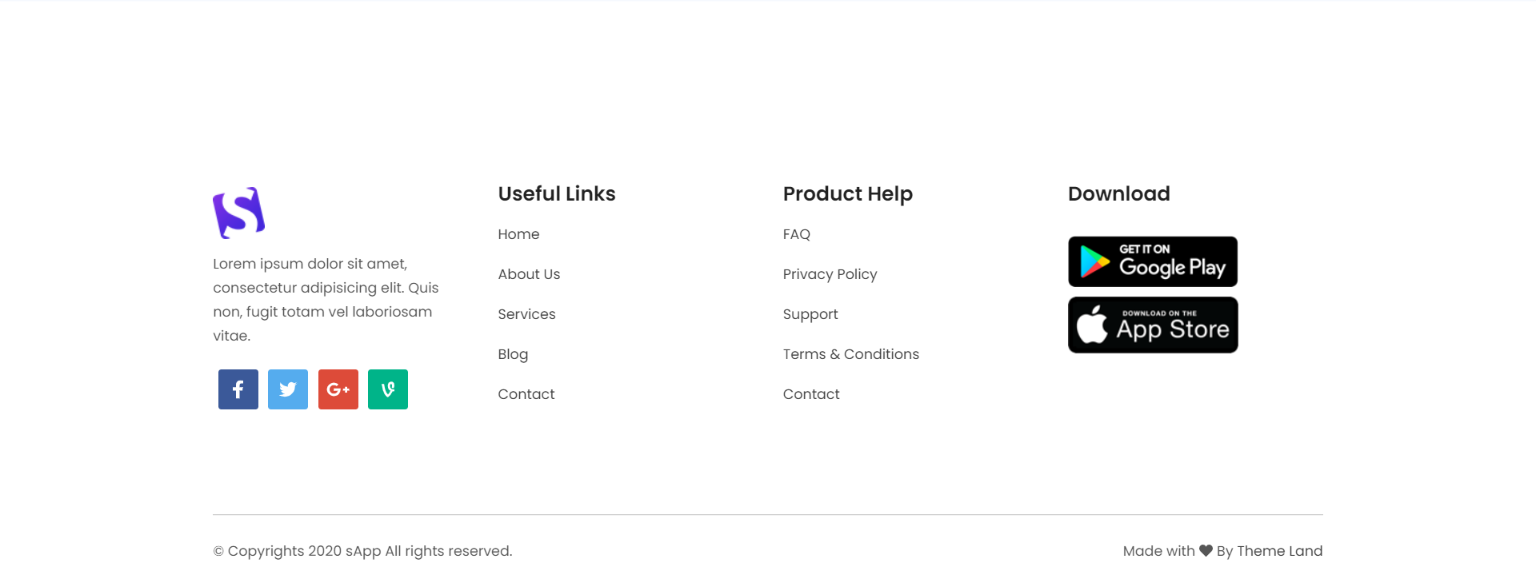 Lorem ipsum dolor sit amet,
consectetur adipisicing elit. Quis
non, fugit totam vel laboriosam
vitae.
Useful Links
Home
About Us
Services
Blog
Contact
Product Help
FAQ
Privacy Policy
Support
Terms & Conditions
Contact
Download
GET IT ON
Google Play
DOWNLOAD ON THE
App Store
© Copyrights 2020 sApp All rights reserved.
Made with ♥ By Theme Land